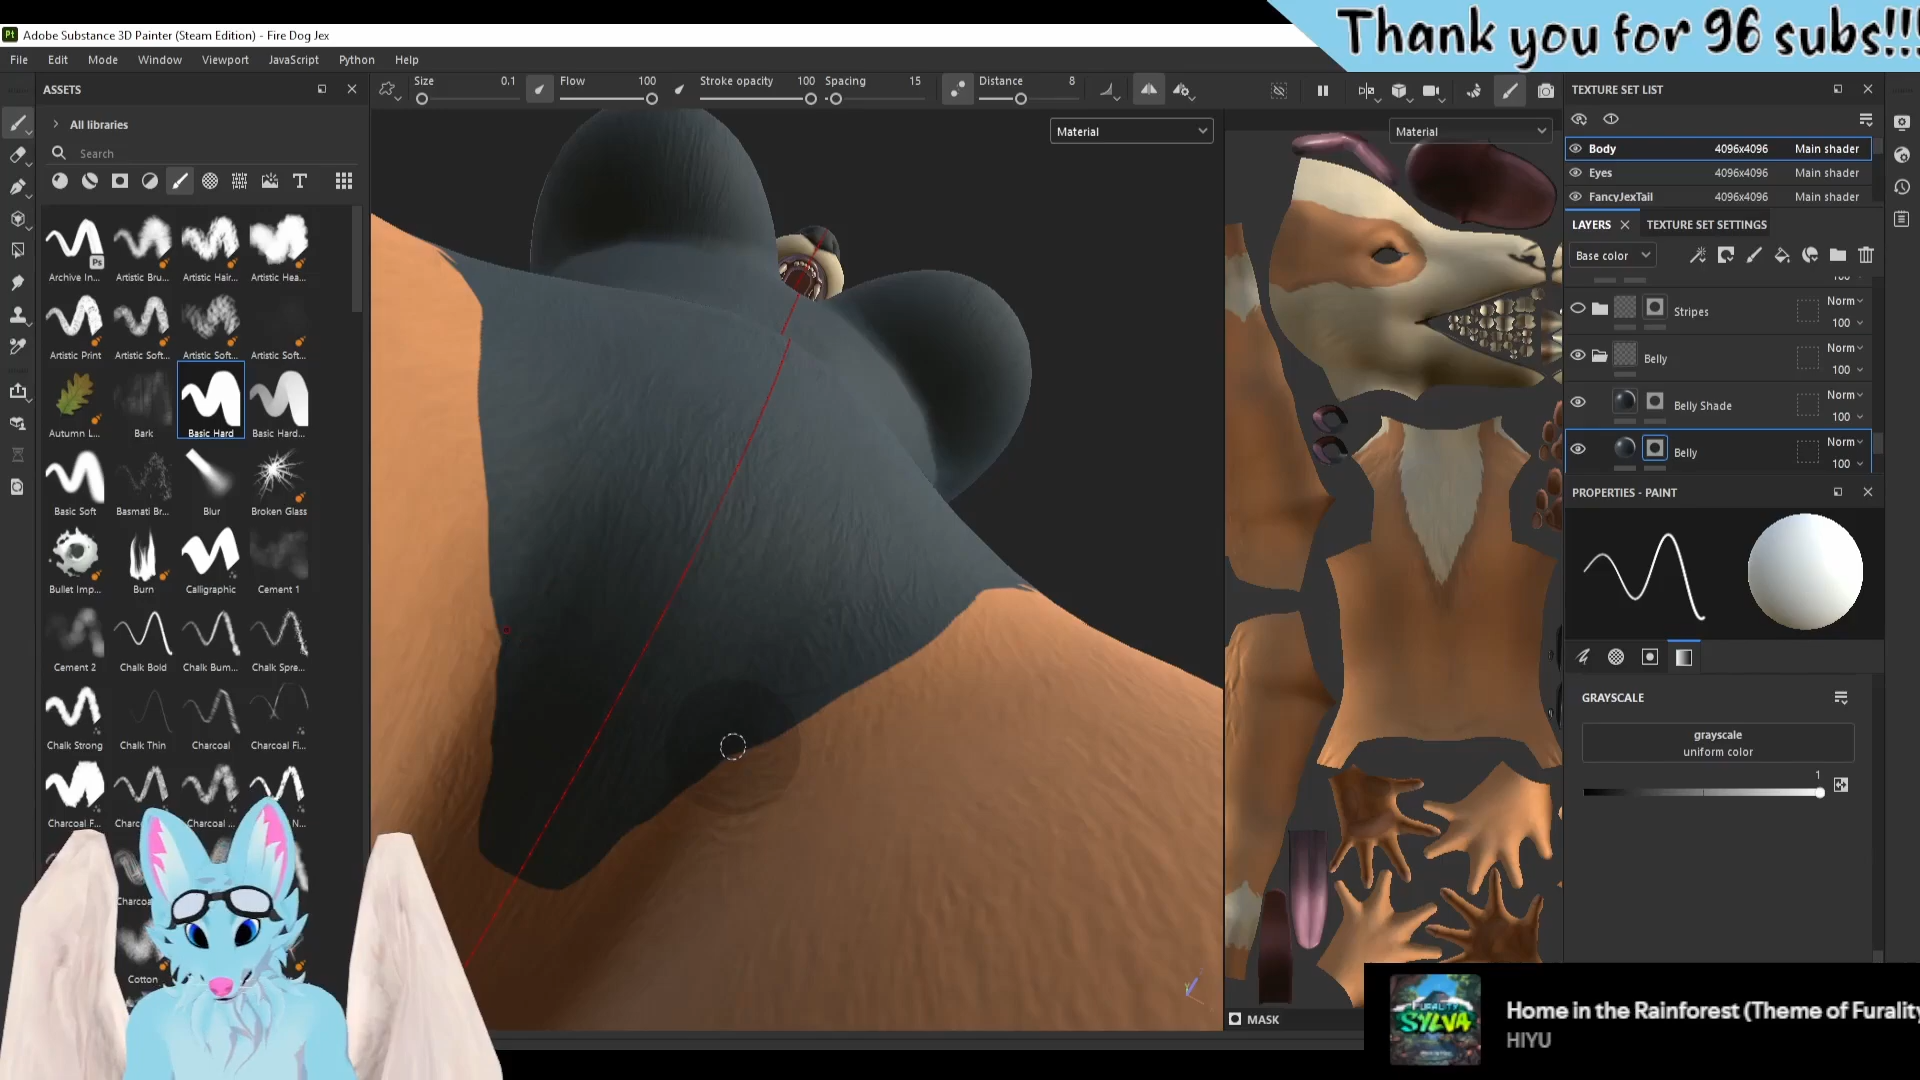 Thank you for 96 subs!!!
Pt Adobe Substance 3D Painter (Steam Edition) - Fire Dog Jex
File Edit Mode Window Viewport JavaScript Python Help
ASSETS
Size 0.1 Flow 100 Stroke opacity 100 Spacing 15 Distance 8
TEXTURE SET LIST
All libraries
Search
Material
Material
Body 4096x4096 Main shader
Eyes 4096x4096 Main shader
FancyJexTail 4096x4096 Main shader
LAYERS TEXTURE SET SETTINGS
Base color
Stripes Norm 100
Belly Norm 100
Belly Shade Norm 100
Belly Norm 100
Archive In... Artistic Bru... Artistic Hair... Artistic Hea...
Ps
Artistic Print Artistic Soft... Artistic Soft... Artistic Soft...
Autumn L... Bark Basic Hard Basic Hard...
Basic Soft Basmati Br... Blur Broken Glass
Bullet Imp... Burn Calligraphic Cement 1
Cement 2 Chalk Bold Chalk Bum... Chalk Spre...
Chalk Strong Chalk Thin Charcoal Charcoal Fi...
Charcoal F... Charco... Charcoal ...
Charcoa...
Cotton
PROPERTIES - PAINT
GRAYSCALE
grayscale
uniform color
1
MASK
FURALITY
SYLVA
Home in the Rainforest (Theme of Furality
HIYU